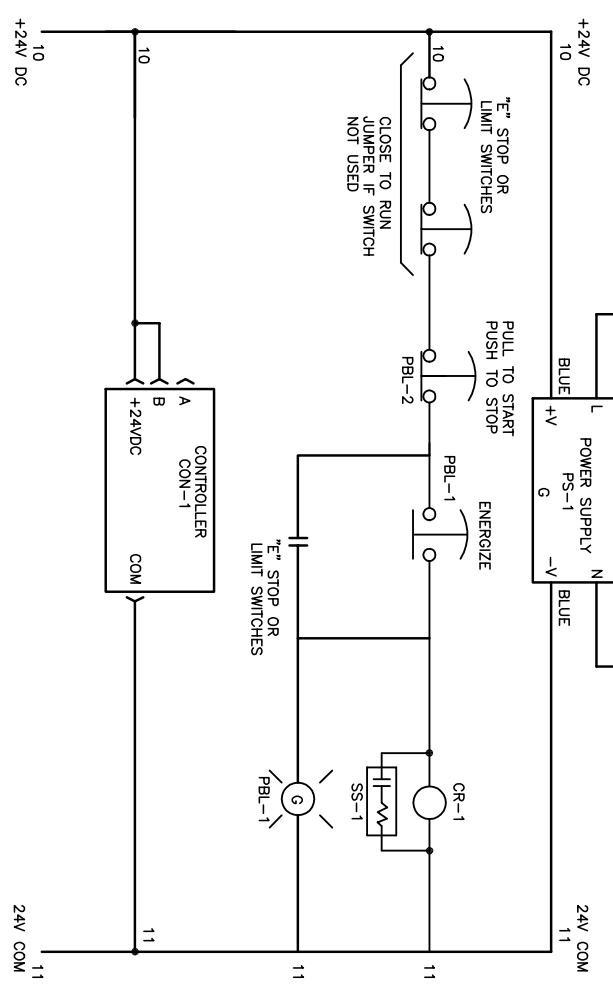 L N
+24V DC POWER SUPPLY 24V COM
10 BLUE +V PS-1 -V BLUE 11
G
"E" STOP OR
LIMIT SWITCHES
PULL TO START
PUSH TO STOP
ENERGIZE
PBL-1
CR-1
10
11
PBL-2
CLOSE TO RUN
JUMPER IF SWITCH
NOT USED
SS-1
G
11
"E" STOP OR
LIMIT SWITCHES
PBL-1
CONTROLLER
CON-1
A
B
10
+24VDC COM
11
10
+24V DC
11
24V COM